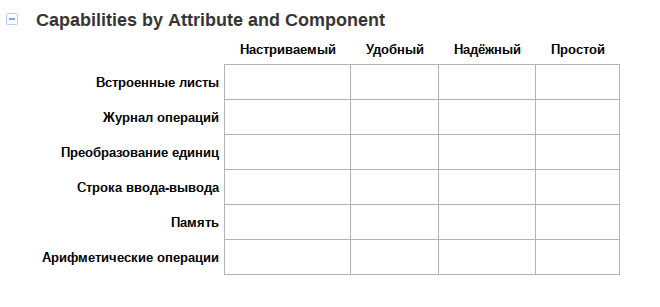 Capabilities by Attribute and Component
Настриваемый Удобный Надёжный Простой
Встроенные листы
Журнал операций
Преобразование единиц
Строка ввода-вывода
Память
Арифметические операции